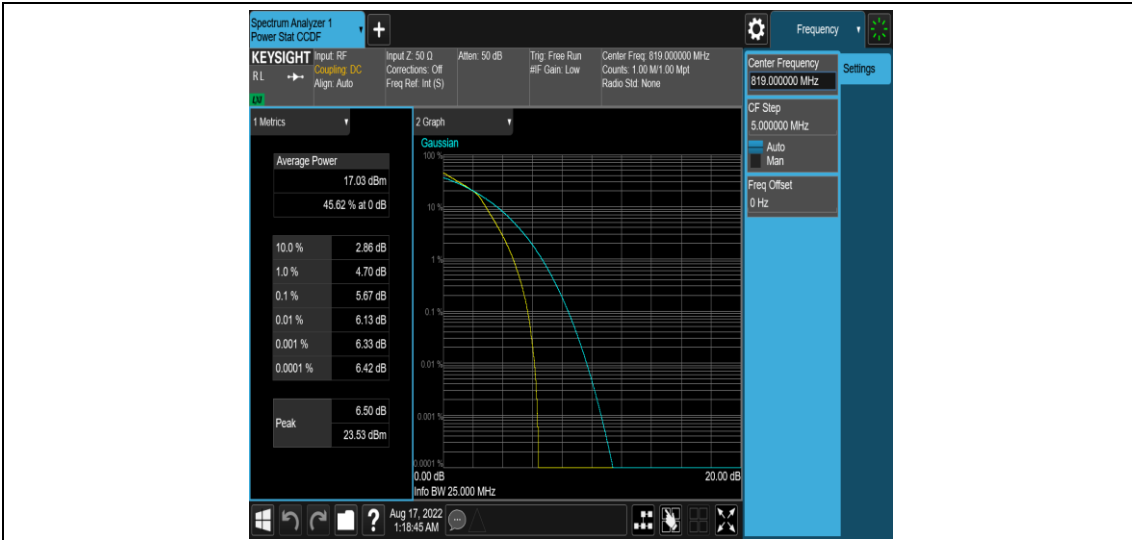 Spectrum Analyzer 1
Power Stat CCDF
+
Frequency
KEYSIGHT
RL
LXI
Input: RF
Coupling: DC
Align: Auto
Input Z: 50 Ω
Corrections: Off
Freq Ref: Int (S)
Atten: 50 dB
Trig: Free Run
#IF Gain: Low
Center Freq: 819.000000 MHz
Counts: 1.00 M/1.00 Mpt
Radio Std: None
Center Frequency
819.000000 MHz
Settings
CF Step
5.000000 MHz
Auto
Man
Freq Offset
0 Hz
1 Metrics
Average Power
17.03 dBm
45.62 % at 0 dB
10.0 % 2.86 dB
1.0 % 4.70 dB
0.1 % 5.67 dB
0.01 % 6.13 dB
0.001 % 6.33 dB
0.0001 % 6.42 dB
Peak 6.50 dB
23.53 dBm
2 Graph
Gaussian
100 %
10 %
1 %
0.1 %
0.01 %
0.001 %
0.0001 %
0.00 dB 20.00 dB
Info BW 25.000 MHz
?
Aug 17, 2022
1:18:45 AM